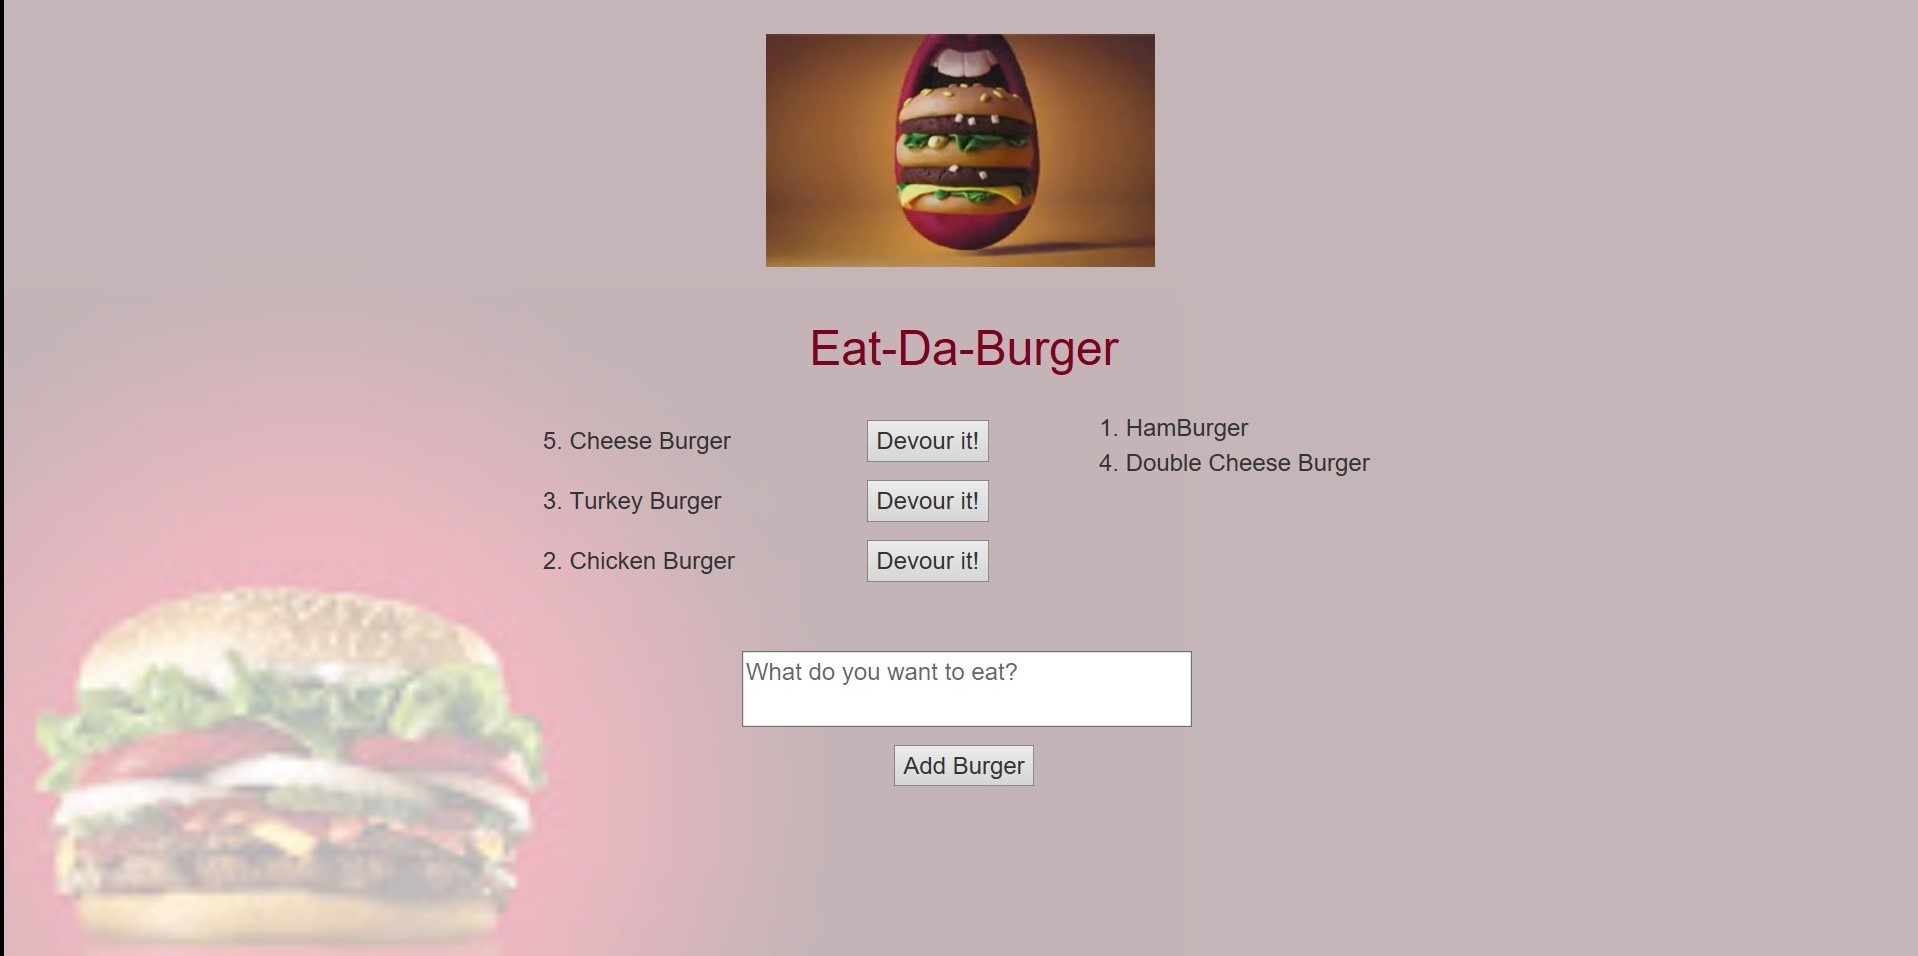 Eat-Da-Burger
5. Cheese Burger
Devour it!
3. Turkey Burger
Devour it!
2. Chicken Burger
Devour it!
1. HamBurger
4. Double Cheese Burger
What do you want to eat?
Add Burger